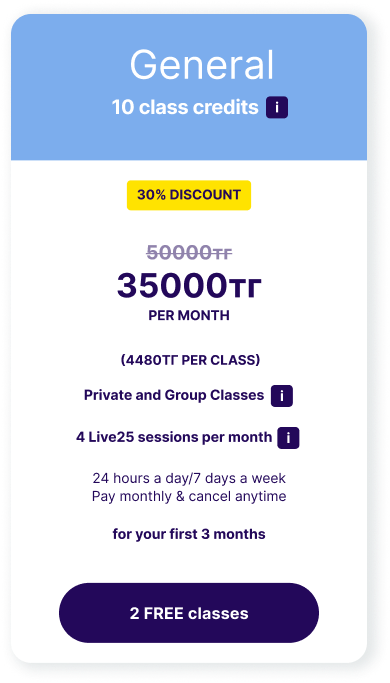 General
10 class credits i
30% DISCOUNT
50000тг
35000тг
PER MONTH
(4480ТГ PER CLASS)
Private and Group Classes i
4 Live25 sessions per month i
24 hours a day/7 days a week
Pay monthly & cancel anytime
for your first 3 months
2 FREE classes